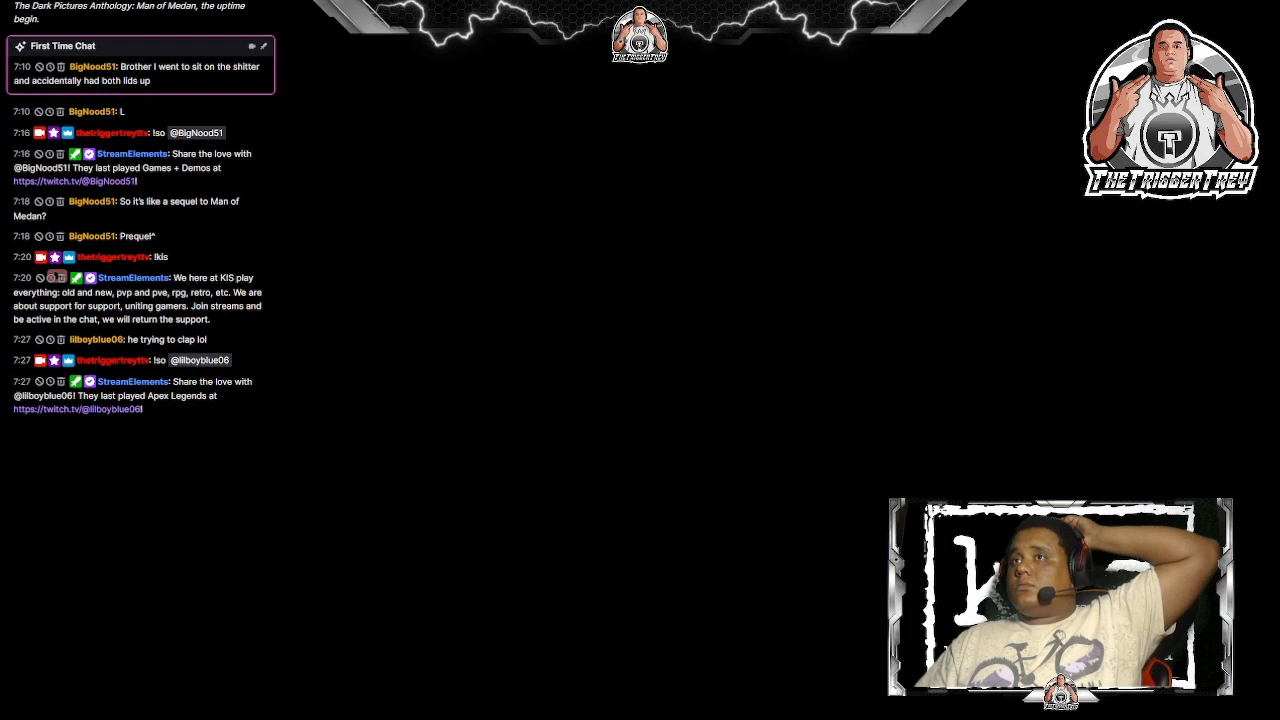 The Dark Pictures Anthology: Man of Medan, the uptime
begin.
First Time Chat
7:10 BigNood51: Brother I went to sit on the shitter
and accidentally had both lids up
7:10 BigNood51: L
7:16 thetriggertreyttv: !so @BigNood51
7:16 StreamElements: Share the love with
@BigNood51! They last played Games + Demos at
https://twitch.tv/@BigNood51!
7:18 BigNood51: So it's like a sequel to Man of
Medan?
7:18 BigNood51: Prequel^
7:20 thetriggertreyttv: !kis
7:20 StreamElements: We here at KIS play
everything: old and new, pvp and pve, rpg, retro, etc. We are
about support for support, uniting gamers. Join streams and
be active in the chat, we will return the support.
7:27 lilboyblue06: he trying to clap lol
7:27 thetriggertreyttv: !so @lilboyblue06
7:27 StreamElements: Share the love with
@lilboyblue06! They last played Apex Legends at
https://twitch.tv/@lilboyblue06!
THETRIGGERTREY
T
THETRIGGERTREY